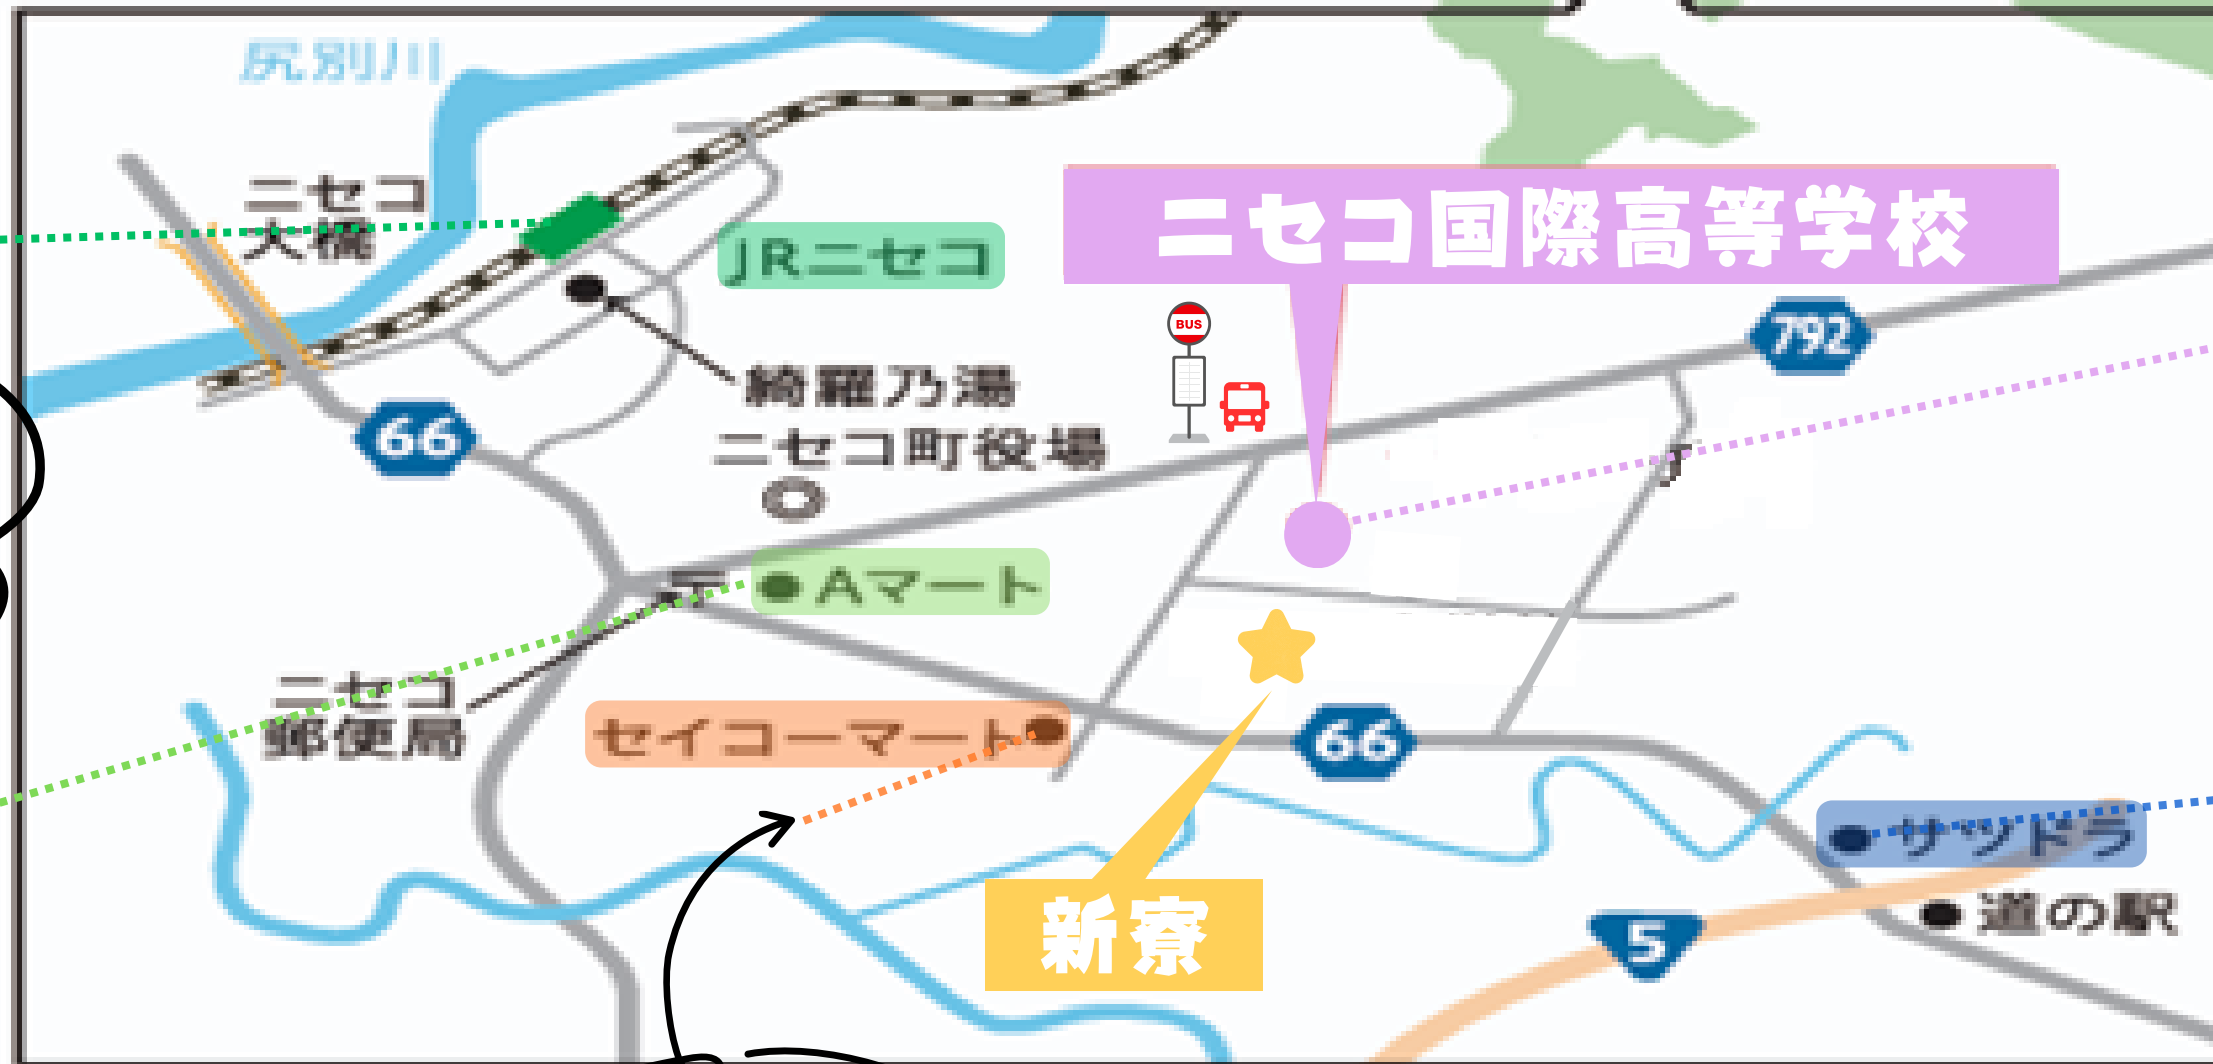 尻別川
ニセコ
大橋
JRニセコ
ニセコ国際高等学校
BUS
792
綺羅乃湯
66
ニセコ町役場
Aマート
ニセコ
郵便局
セイコーマート
66
サツドラ
新寮
5
道の駅